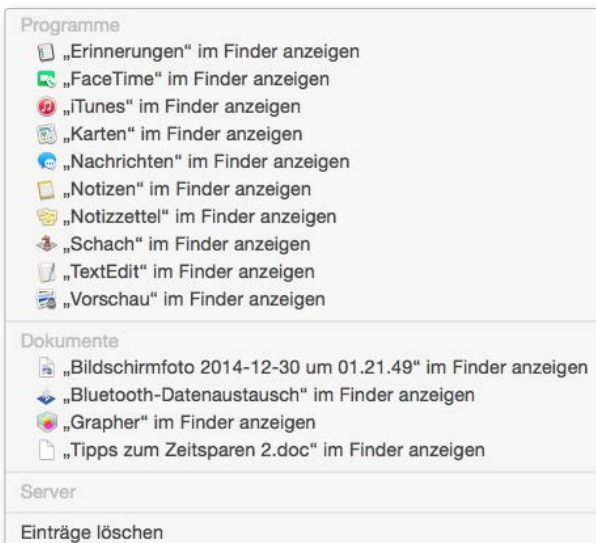 Programme
„Erinnerungen“ im Finder anzeigen
„FaceTime“ im Finder anzeigen
„iTunes“ im Finder anzeigen
„Karten“ im Finder anzeigen
„Nachrichten“ im Finder anzeigen
„Notizen“ im Finder anzeigen
„Notizzettel“ im Finder anzeigen
„Schach“ im Finder anzeigen
„TextEdit“ im Finder anzeigen
„Vorschau“ im Finder anzeigen
Dokumente
„Bildschirmfoto 2014-12-30 um 01.21.49“ im Finder anzeigen
„Bluetooth-Datenaustausch“ im Finder anzeigen
„Grapher“ im Finder anzeigen
„Tipps zum Zeitsparen 2.doc“ im Finder anzeigen
Server
Einträge löschen